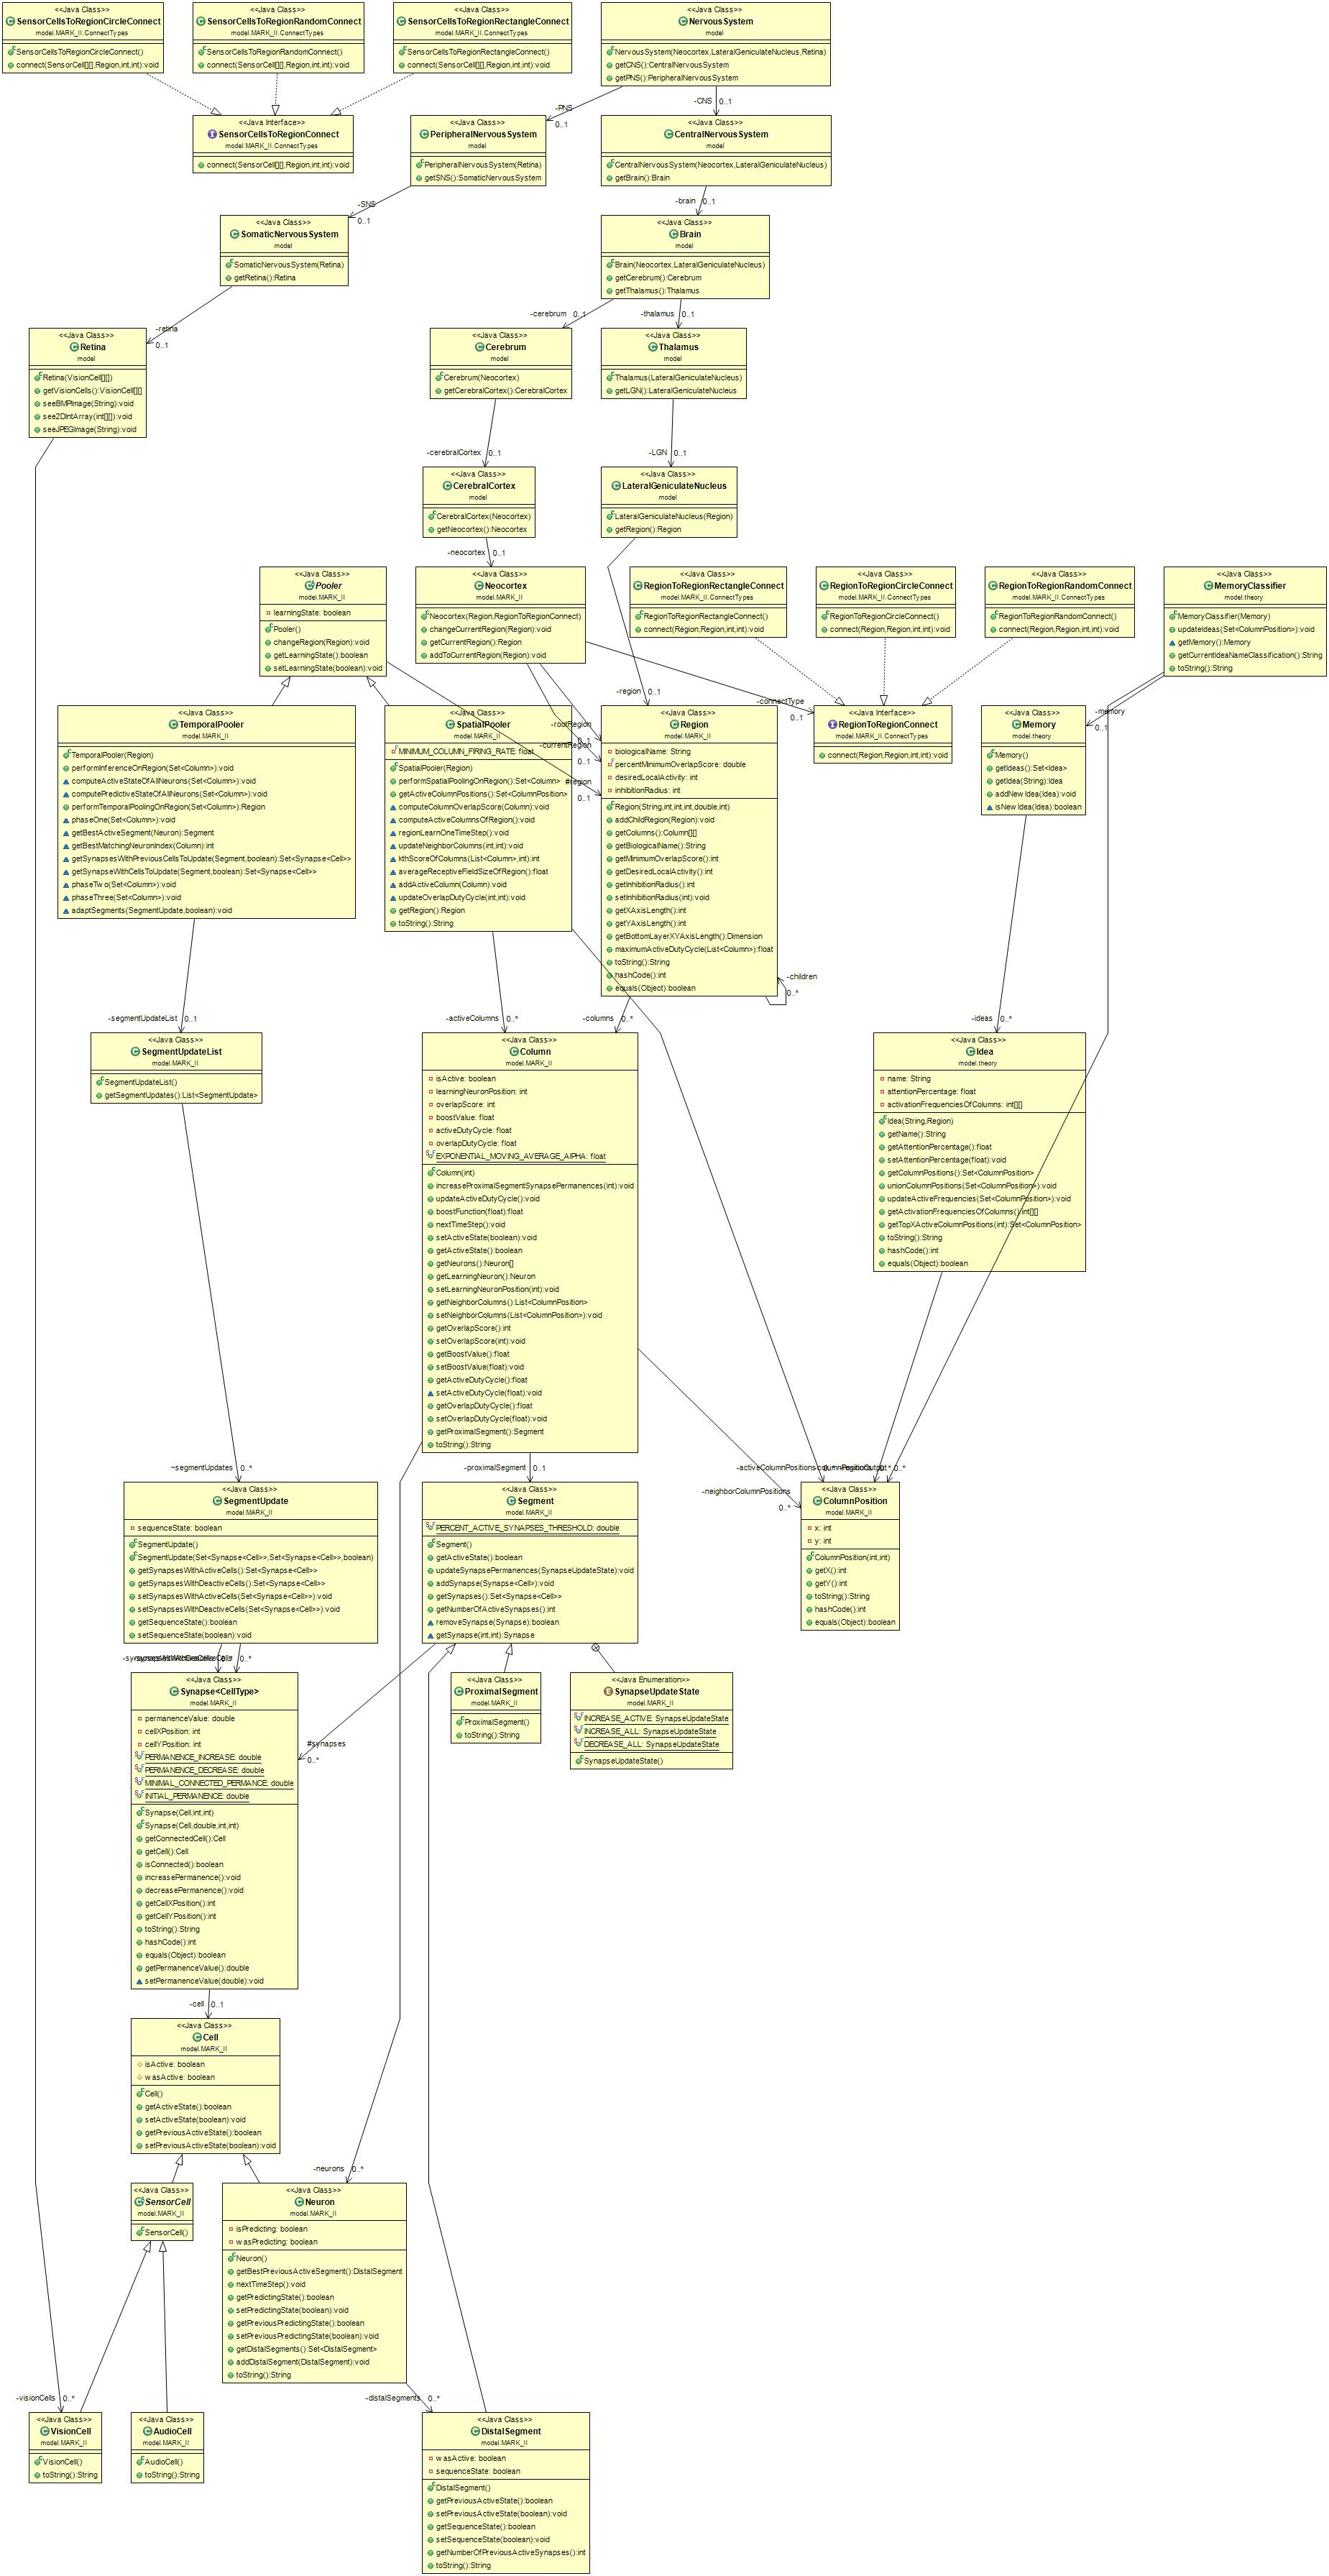 <<Java Class>>
SensorCellsToRegionCircleConnect
model.MARK_II.ConnectTypes
SensorCellsToRegionCircleConnect()
connect(SensorCell[][],Region,int,int):void
<<Java Class>>
SensorCellsToRegionRandomConnect
model.MARK_II.ConnectTypes
SensorCellsToRegionRandomConnect()
connect(SensorCell[][],Region,int,int):void
<<Java Class>>
SensorCellsToRegionRectangleConnect
model.MARK_II.ConnectTypes
SensorCellsToRegionRectangleConnect()
connect(SensorCell[][],Region,int,int):void
<<Java Class>>
NervousSystem
model
NervousSystem(Neocortex,LateralGeniculateNucleus,Retina)
getCNS():CentralNervousSystem
getPNS():PeripheralNervousSystem
-PNS
0..1
-CNS
0..1
<<Java Interface>>
SensorCellsToRegionConnect
model.MARK_II.ConnectTypes
connect(SensorCell[][],Region,int,int):void
<<Java Class>>
PeripheralNervousSystem
model
PeripheralNervousSystem(Retina)
getSNS():SomaticNervousSystem
<<Java Class>>
CentralNervousSystem
model
CentralNervousSystem(Neocortex,LateralGeniculateNucleus)
getBrain():Brain
-SNS
0..1
-brain
0..1
<<Java Class>>
SomaticNervousSystem
model
SomaticNervousSystem(Retina)
getRetina():Retina
<<Java Class>>
Brain
model
Brain(Neocortex,LateralGeniculateNucleus)
getCerebrum():Cerebrum
getThalamus():Thalamus
-retina
0..1
-cerebrum
0..1
-thalamus
0..1
<<Java Class>>
Retina
model
Retina(VisionCell[][])
getVisionCells():VisionCell[][]
seeBMPImage(String):void
see2DIntArray(int[][]):void
seeJPEGImage(String):void
<<Java Class>>
Cerebrum
model
Cerebrum(Neocortex)
getCerebralCortex():CerebralCortex
<<Java Class>>
Thalamus
model
Thalamus(LateralGeniculateNucleus)
getLGN():LateralGeniculateNucleus
-cerebralCortex
0..1
-LGN
0..1
<<Java Class>>
CerebralCortex
model
CerebralCortex(Neocortex)
getNeocortex():Neocortex
<<Java Class>>
LateralGeniculateNucleus
model
LateralGeniculateNucleus(Region)
getRegion():Region
-neocortex
0..1
<<Java Class>>
Pooler
model.MARK_II
learningState: boolean
Pooler()
changeRegion(Region):void
getLearningState():boolean
setLearningState(boolean):void
<<Java Class>>
Neocortex
model.MARK_II
Neocortex(Region,RegionToRegionConnect)
changeCurrentRegion(Region):void
getCurrentRegion():Region
addToCurrentRegion(Region):void
<<Java Class>>
RegionToRegionRectangleConnect
model.MARK_II.ConnectTypes
RegionToRegionRectangleConnect()
connect(Region,Region,int,int):void
<<Java Class>>
RegionToRegionCircleConnect
model.MARK_II.ConnectTypes
RegionToRegionCircleConnect()
connect(Region,Region,int,int):void
<<Java Class>>
RegionToRegionRandomConnect
model.MARK_II.ConnectTypes
RegionToRegionRandomConnect()
connect(Region,Region,int,int):void
<<Java Class>>
MemoryClassifier
model.theory
MemoryClassifier(Memory)
updateIdeas(Set<ColumnPosition>):void
getMemory():Memory
getCurrentIdeaNameClassification():String
toString():String
-region
0..1
-connectType
0..1
-memory
0..1
-rootRegion
0..1
-currentRegion
0..1
#region
0..1
<<Java Class>>
TemporalPooler
model.MARK_II
TemporalPooler(Region)
performInferenceOnRegion(Set<Column>):void
computeActiveStateOfAllNeurons(Set<Column>):void
computePredictiveStateOfAllNeurons(Set<Column>):void
performTemporalPoolingOnRegion(Set<Column>):Region
phaseOne(Set<Column>):void
getBestActiveSegment(Neuron):Segment
getBestMatchingNeuronIndex(Column):int
getSynapsesWithPreviousCellsToUpdate(Segment,boolean):Set<Synapse<Cell>>
getSynapseWithCellsToUpdate(Segment,boolean):Set<Synapse<Cell>>
phaseTwo(Set<Column>):void
phaseThree(Set<Column>):void
adaptSegments(SegmentUpdate,boolean):void
<<Java Class>>
SpatialPooler
model.MARK_II
MINIMUM_COLUMN_FIRING_RATE: float
SpatialPooler(Region)
performSpatialPoolingOnRegion():Set<Column>
getActiveColumnPositions():Set<ColumnPosition>
computeColumnOverlapScore(Column):void
computeActiveColumnsOfRegion():void
regionLearnOneTimeStep():void
updateNeighborColumns(int,int):void
kthScoreOfColumns(List<Column>,int):int
averageReceptiveFieldSizeOfRegion():float
addActiveColumn(Column):void
updateOverlapDutyCycle(int,int):void
getRegion():Region
toString():String
<<Java Class>>
Region
model.MARK_II
biologicalName: String
percentMinimumOverlapScore: double
desiredLocalActivity: int
inhibitionRadius: int
Region(String,int,int,int,double,int)
addChildRegion(Region):void
getColumns():Column[][]
getBiologicalName():String
getMinimumOverlapScore():int
getDesiredLocalActivity():int
getInhibitionRadius():int
setInhibitionRadius(int):void
getXAxisLength():int
getYAxisLength():int
getBottomLayerXYAxisLength():Dimension
maximumActiveDutyCycle(List<Column>):float
toString():String
hashCode():int
equals(Object):boolean
-children
0..*
<<Java Interface>>
RegionToRegionConnect
model.MARK_II.ConnectTypes
connect(Region,Region,int,int):void
<<Java Class>>
Memory
model.theory
Memory()
getIdeas():Set<Idea>
getIdea(String):Idea
addNewIdea(Idea):void
isNewIdea(Idea):boolean
-segmentUpdateList
0..1
-activeColumns
0..*
-columns
0..*
-ideas
0..*
<<Java Class>>
SegmentUpdateList
model.MARK_II
SegmentUpdateList()
getSegmentUpdates():List<SegmentUpdate>
<<Java Class>>
Column
model.MARK_II
isActive: boolean
learningNeuronPosition: int
overlapScore: int
boostValue: float
activeDutyCycle: float
overlapDutyCycle: float
EXPONENTIAL_MOVING_AVERAGE_AlPHA: float
Column(int)
increaseProximalSegmentSynapsePermanences(int):void
updateActiveDutyCycle():void
boostFunction(float):float
nextTimeStep():void
setActiveState(boolean):void
getActiveState():boolean
getNeurons():Neuron[]
getLearningNeuron():Neuron
setLearningNeuronPosition(int):void
getNeighborColumns():List<ColumnPosition>
setNeighborColumns(List<ColumnPosition>):void
getOverlapScore():int
setOverlapScore(int):void
getBoostValue():float
setBoostValue(float):void
getActiveDutyCycle():float
setActiveDutyCycle(float):void
getOverlapDutyCycle():float
setOverlapDutyCycle(float):void
getProximalSegment():Segment
toString():String
<<Java Class>>
Idea
model.theory
name: String
attentionPercentage: float
activationFrequenciesOfColumns: int[][]
Idea(String,Region)
getName():String
getAttentionPercentage():float
setAttentionPercentage(float):void
getColumnPositions():Set<ColumnPosition>
unionColumnPositions(Set<ColumnPosition>):void
updateActiveFrequencies(Set<ColumnPosition>):void
getActivationFrequenciesOfColumns():int[][]
getTopXActiveColumnPositions(int):Set<ColumnPosition>
toString():String
hashCode():int
equals(Object):boolean
~segmentUpdates
0..*
-proximalSegment
0..1
-activeColumnPositions
0..*
-neighborColumnPositions
0..*
<<Java Class>>
SegmentUpdate
model.MARK_II
sequenceState: boolean
SegmentUpdate()
SegmentUpdate(Set<Synapse<Cell>>,Set<Synapse<Cell>>,boolean)
getSynapsesWithActiveCells():Set<Synapse<Cell>>
getSynapsesWithDeactiveCells():Set<Synapse<Cell>>
setSynapsesWithActiveCells(Set<Synapse<Cell>>):void
setSynapsesWithDeactiveCells(Set<Synapse<Cell>>):void
getSequenceState():boolean
setSequenceState(boolean):void
<<Java Class>>
Segment
model.MARK_II
PERCENT_ACTIVE_SYNAPSES_THRESHOLD: double
Segment()
getActiveState():boolean
updateSynapsePermanences(SynapseUpdateState):void
addSynapse(Synapse<Cell>):void
getSynapses():Set<Synapse<Cell>>
getNumberOfActiveSynapses():int
removeSynapse(Synapse):boolean
getSynapse(int,int):Synapse
<<Java Class>>
ColumnPosition
model.MARK_II
x: int
y: int
ColumnPosition(int,int)
getX():int
getY():int
toString():String
hashCode():int
equals(Object):boolean
0..*
<<Java Class>>
Synapse<CellType>
model.MARK_II
permanenceValue: double
cellXPosition: int
cellYPosition: int
PERMANENCE_INCREASE: double
PERMANENCE_DECREASE: double
MINIMAL_CONNECTED_PERMANCE: double
INITIAL_PERMANENCE: double
Synapse(Cell,int,int)
Synapse(Cell,double,int,int)
getConnectedCell():Cell
getCell():Cell
isConnected():boolean
increasePermanence():void
decreasePermanence():void
getCellXPosition():int
getCellYPosition():int
toString():String
hashCode():int
equals(Object):boolean
getPermanenceValue():double
setPermanenceValue(double):void
#synapses
0..*
<<Java Class>>
ProximalSegment
model.MARK_II
ProximalSegment()
toString():String
<<Java Enumeration>>
SynapseUpdateState
model.MARK_II
INCREASE_ACTIVE: SynapseUpdateState
INCREASE_ALL: SynapseUpdateState
DECREASE_ALL: SynapseUpdateState
SynapseUpdateState()
-cell
0..1
<<Java Class>>
Cell
model.MARK_II
isActive: boolean
wasActive: boolean
Cell()
getActiveState():boolean
setActiveState(boolean):void
getPreviousActiveState():boolean
setPreviousActiveState(boolean):void
-neurons
0..*
<<Java Class>>
SensorCell
model.MARK_II
SensorCell()
<<Java Class>>
Neuron
model.MARK_II
isPredicting: boolean
wasPredicting: boolean
Neuron()
getBestPreviousActiveSegment():DistalSegment
nextTimeStep():void
getPredictingState():boolean
setPredictingState(boolean):void
getPreviousPredictingState():boolean
setPreviousPredictingState(boolean):void
getDistalSegments():Set<DistalSegment>
addDistalSegment(DistalSegment):void
toString():String
-visionCells
0..*
-distalSegments
0..*
<<Java Class>>
VisionCell
model.MARK_II
VisionCell()
toString():String
<<Java Class>>
AudioCell
model.MARK_II
AudioCell()
toString():String
<<Java Class>>
DistalSegment
model.MARK_II
wasActive: boolean
sequenceState: boolean
DistalSegment()
getPreviousActiveState():boolean
setPreviousActiveState(boolean):void
getSequenceState():boolean
setSequenceState(boolean):void
getNumberOfPreviousActiveSynapses():int
toString():String